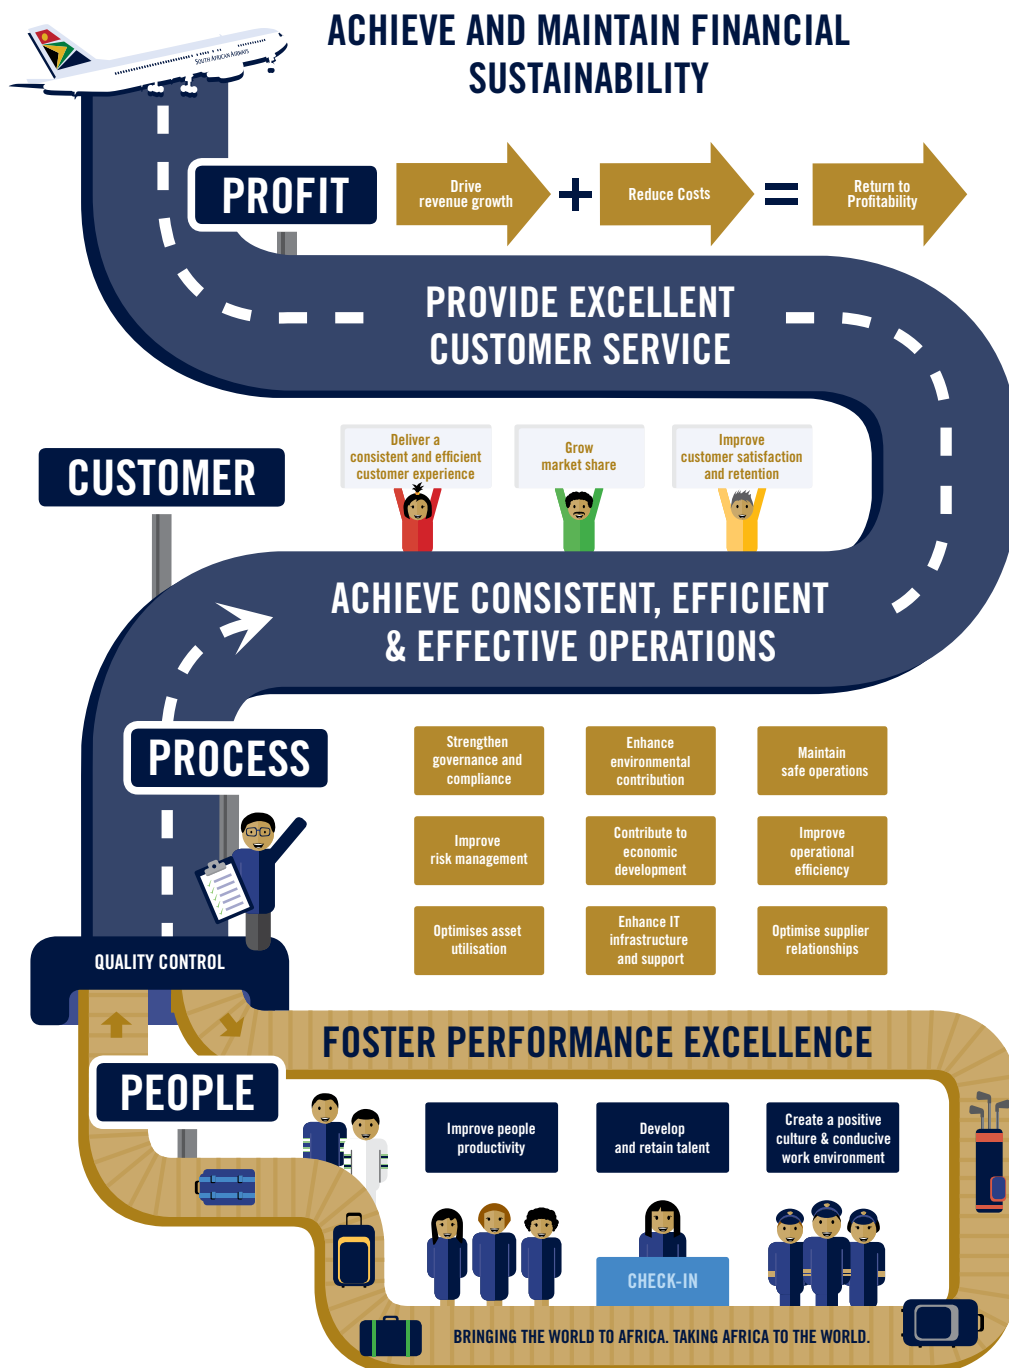 ACHIEVE AND MAINTAIN FINANCIAL
SUSTAINABILITY
SOUTH AFRICAN AIRWAYS
PROFIT
Drive
revenue growth
+
Reduce Costs
=
Return to
Profitability
PROVIDE EXCELLENT
CUSTOMER SERVICE
CUSTOMER
Deliver a
consistent and efficient
customer experience
Grow
market share
Improve
customer satisfaction
and retention
ACHIEVE CONSISTENT, EFFICIENT
& EFFECTIVE OPERATIONS
PROCESS
Strengthen
governance and
compliance
Enhance
environmental
contribution
Maintain
safe operations
Improve
risk management
Contribute to
economic
development
Improve
operational
efficiency
Optimises asset
utilisation
Enhance IT
infrastructure
and support
Optimise supplier
relationships
QUALITY CONTROL
FOSTER PERFORMANCE EXCELLENCE
PEOPLE
Improve people
productivity
Develop
and retain talent
Create a positive
culture & conducive
work environment
CHECK-IN
BRINGING THE WORLD TO AFRICA. TAKING AFRICA TO THE WORLD.